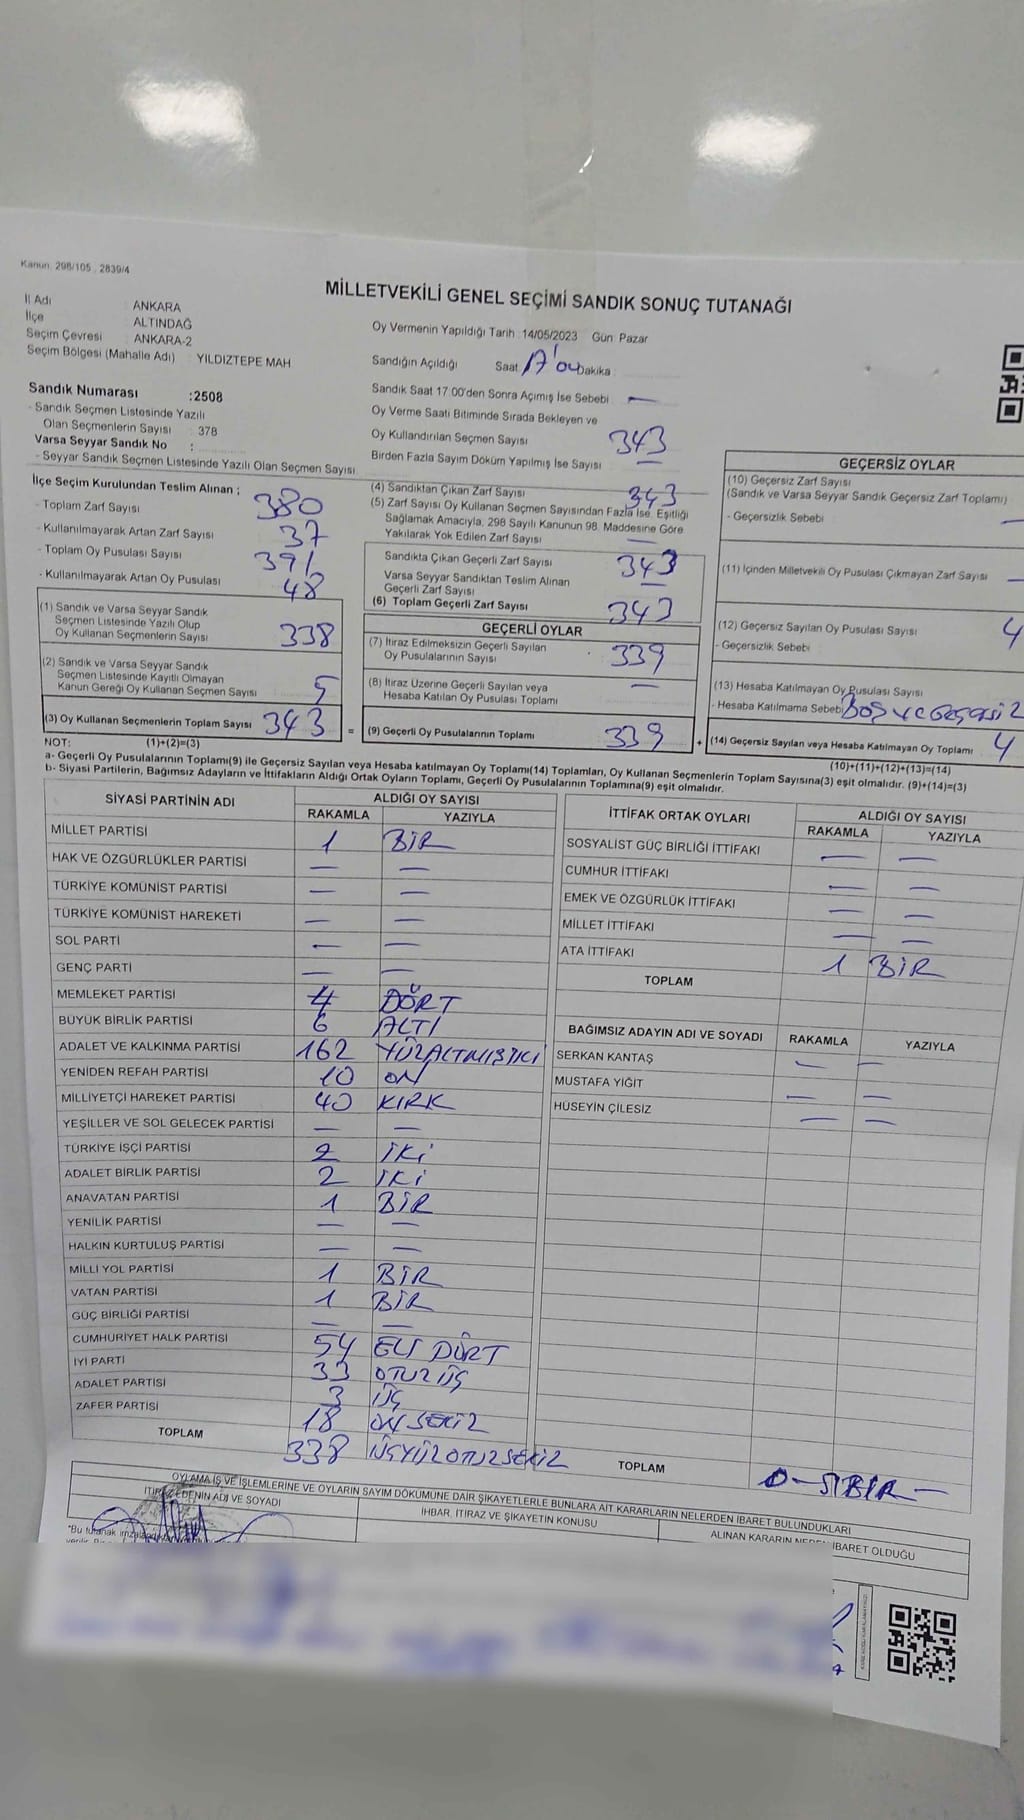 Kanun: 298/105, 2839/4
MİLLETVEKİLİ GENEL SEÇİMİ SANDIK SONUÇ TUTANAĞI
İl Adı ANKARA
İlçe ALTINDAĞ
Seçim Çevresi : ANKARA-2
Seçim Bölgesi (Mahalle Adı) : YILDIZTEPE MAH
Oy Vermenin Yapıldığı Tarih :14/05/2023 Gün: Pazar
Sandığın Açıldığı Saat 17'00 Dakika :
Sandık Saat 17:00'den Sonra Açımış İse Sebebi : —
Oy Verme Saati Bitiminde Sırada Bekleyen ve
Oy Kullandırılan Seçmen Sayısı 343
Birden Fazla Sayım Döküm Yapılmış İse Sayısı —
Sandık Numarası :2508
- Sandık Seçmen Listesinde Yazılı
Olan Seçmenlerin Sayısı : 378
Varsa Seyyar Sandık No :
- Seyyar Sandık Seçmen Listesinde Yazılı Olan Seçmen Sayısı
İlçe Seçim Kurulundan Teslim Alınan ;
- Toplam Zarf Sayısı 380
- Kullanılmayarak Artan Zarf Sayısı 37
- Toplam Oy Pusulası Sayısı 391
- Kullanılmayarak Artan Oy Pusulası 48
(1) Sandık ve Varsa Seyyar Sandık
Seçmen Listesinde Yazılı Olup
Oy Kullanan Seçmenlerin Sayısı 338
(2) Sandık ve Varsa Seyyar Sandık
Seçmen Listesinde Kayıtlı Olmayan
Kanun Gereği Oy Kullanan Seçmen Sayısı 5
(3) Oy Kullanan Seçmenlerin Toplam Sayısı 343 =
(4) Sandıktan Çıkan Zarf Sayısı 343
(5) Zarf Sayısı Oy Kullanan Seçmen Sayısından Fazla İse, Eşitliği
Sağlamak Amacıyla, 298 Sayılı Kanunun 98. Maddesine Göre
Yakılarak Yok Edilen Zarf Sayısı —
Sandıkta Çıkan Geçerli Zarf Sayısı 343
Varsa Seyyar Sandıktan Teslim Alınan
Geçerli Zarf Sayısı —
(6) Toplam Geçerli Zarf Sayısı 343
GEÇERLİ OYLAR
(7) İtiraz Edilmeksizin Geçerli Sayılan
Oy Pusulalarının Sayısı 339
(8) İtiraz Üzerine Geçerli Sayılan veya
Hesaba Katılan Oy Pusulası Toplamı —
(9) Geçerli Oy Pusulalarının Toplamı 339 +
GEÇERSİZ OYLAR
(10) Geçersiz Zarf Sayısı
(Sandık ve Varsa Seyyar Sandık Geçersiz Zarf Toplamı)
- Geçersizlik Sebebi —
(11) İçinden Milletvekili Oy Pusulası Çıkmayan Zarf Sayısı —
(12) Geçersiz Sayılan Oy Pusulası Sayısı 4
- Geçersizlik Sebebi
(13) Hesaba Katılmayan Oy Pusulası Sayısı
- Hesaba Katılmama Sebebi BOŞ ve GEÇERSİZ
(14) Geçersiz Sayılan veya Hesaba Katılmayan Oy Toplamı 4
NOT: (1)+(2)=(3) (10)+(11)+(12)+(13)=(14)
a- Geçerli Oy Pusulalarının Toplamı(9) ile Geçersiz Sayılan veya Hesaba katılmayan Oy Toplamı(14) Toplamları, Oy Kullanan Seçmenlerin Toplam Sayısına(3) eşit olmalıdır. (9)+(14)=(3)
b- Siyasi Partilerin, Bağımsız Adayların ve İttifakların Aldığı Ortak Oyların Toplamı, Geçerli Oy Pusulalarının Toplamına(9) eşit olmalıdır.
SİYASİ PARTİNİN ADI ALDIĞI OY SAYISI
RAKAMLA YAZIYLA
MİLLET PARTİSİ 1 BİR
HAK VE ÖZGÜRLÜKLER PARTİSİ — —
TÜRKİYE KOMÜNİST PARTİSİ — —
TÜRKİYE KOMÜNİST HAREKETİ — —
SOL PARTİ — —
GENÇ PARTİ — —
MEMLEKET PARTİSİ 4 DÖRT
BÜYÜK BİRLİK PARTİSİ 6 ALTI
ADALET VE KALKINMA PARTİSİ 162 YÜZALTMIŞİKİ
YENİDEN REFAH PARTİSİ 10 ON
MİLLİYETÇİ HAREKET PARTİSİ 40 KIRK
YEŞİLLER VE SOL GELECEK PARTİSİ — —
TÜRKİYE İŞÇİ PARTİSİ 2 İKİ
ADALET BİRLİK PARTİSİ 2 İKİ
ANAVATAN PARTİSİ 1 BİR
YENİLİK PARTİSİ — —
HALKIN KURTULUŞ PARTİSİ — —
MİLLİ YOL PARTİSİ 1 BİR
VATAN PARTİSİ 1 BİR
GÜÇ BİRLİĞİ PARTİSİ — —
CUMHURİYET HALK PARTİSİ 54 ELİ DÖRT
İYİ PARTİ 33 OTUZ ÜÇ
ADALET PARTİSİ 3 ÜÇ
ZAFER PARTİSİ 18 ON SEKİZ
TOPLAM 338 ÜÇYÜZ OTUZ SEKİZ
İTTİFAK ORTAK OYLARI ALDIĞI OY SAYISI
RAKAMLA YAZIYLA
SOSYALİST GÜÇ BİRLİĞİ İTTİFAKI — —
CUMHUR İTTİFAKI — —
EMEK VE ÖZGÜRLÜK İTTİFAKI — —
MİLLET İTTİFAKI — —
ATA İTTİFAKI 1 BİR
TOPLAM
BAĞIMSIZ ADAYIN ADI VE SOYADI RAKAMLA YAZIYLA
SERKAN KANTAŞ — —
MUSTAFA YİĞİT — —
HÜSEYİN ÇİLESİZ — —
TOPLAM
OYLAMA İŞ VE İŞLEMLERİNE VE OYLARIN SAYIM DÖKÜMÜNE DAİR ŞİKAYETLERLE BUNLARA AİT KARARLARIN NELERDEN İBARET BULUNDUKLARI
İTİRAZ EDENİN ADI VE SOYADI İHBAR, İTİRAZ VE ŞİKAYETİN KONUSU ALINAN KARARIN NEDEN İBARET OLDUĞU